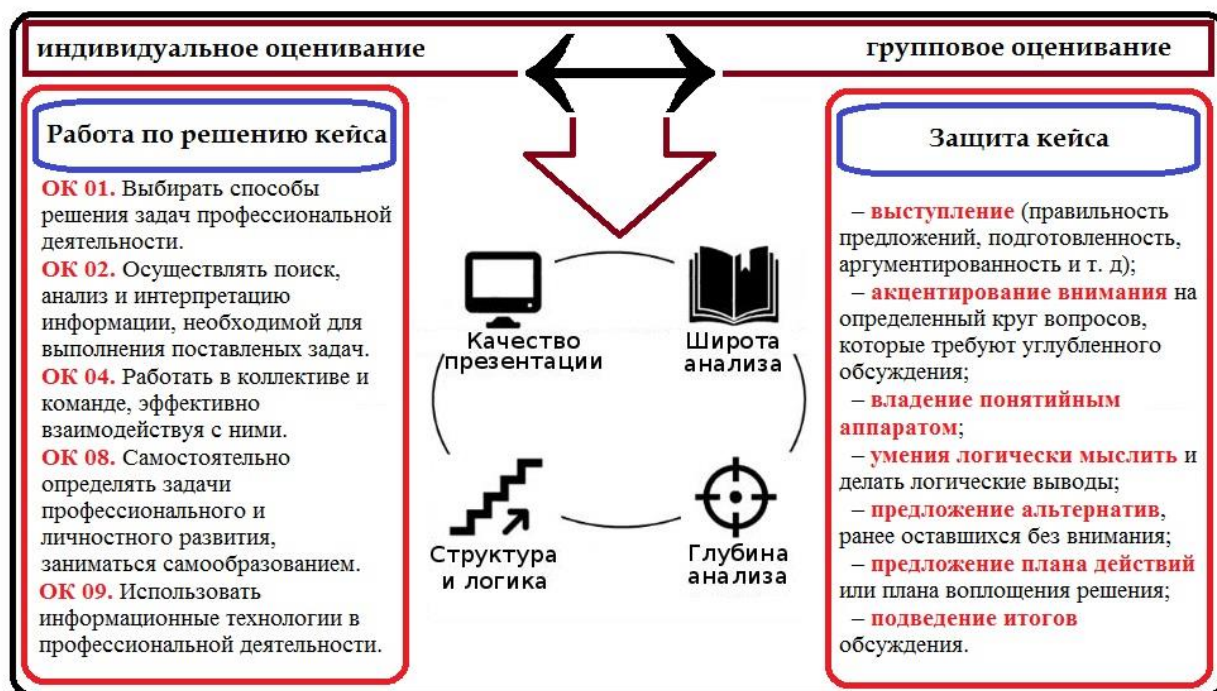 индивидуальное оценивание
групповое оценивание
Работа по решению кейса
ОК 01. Выбирать способы
решения задач профессиональной
деятельности.
ОК 02. Осуществлять поиск,
анализ и интерпретацию
информации, необходимой для
выполнения поставленых задач.
ОК 04. Работать в коллективе и
команде, эффективно
взаимодействуя с ними.
ОК 08. Самостоятельно
определять задачи
профессионального и
личностного развития,
заниматься самообразованием.
ОК 09. Использовать
информационные технологии в
профессиональной деятельности.
Качество
презентации
Широта
анализа
Структура
и логика
Глубина
анализа
Защита кейса
– выступление (правильность
предложений, подготовленность,
аргументированность и т. д);
– акцентирование внимания на
определенный круг вопросов,
которые требуют углубленного
обсуждения;
– владение понятийным
аппаратом;
– умения логически мыслить и
делать логические выводы;
– предложение альтернатив,
ранее оставшихся без внимания;
– предложение плана действий
или плана воплощения решения;
– подведение итогов
обсуждения.